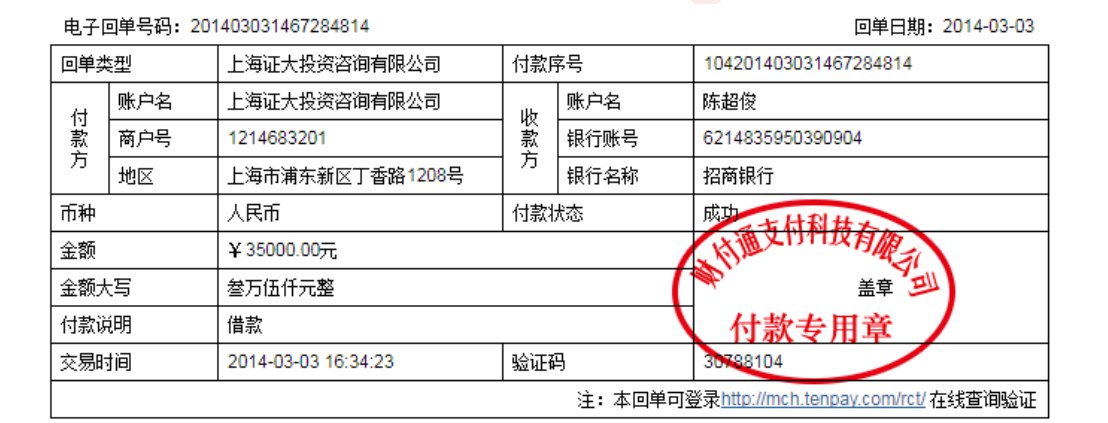 电子回单号码：201403031467284814 回单日期：2014-03-03
回单类型 上海证大投资咨询有限公司 付款序号 104201403031467284814
付款方 账户名 上海证大投资咨询有限公司 收款方 账户名 陈超俊
商户号 1214683201 银行账号 6214835950390904
地区 上海市浦东新区丁香路1208号 银行名称 招商银行
币种 人民币 付款状态 成功
金额 ￥35000.00元
金额大写 叁万伍仟元整 盖章
付款说明 借款
财付通支付科技有限公司
付款专用章
交易时间 2014-03-03 16:34:23 验证码 30788104
注：本回单可登录http://mch.tenpay.com/rct/ 在线查询验证